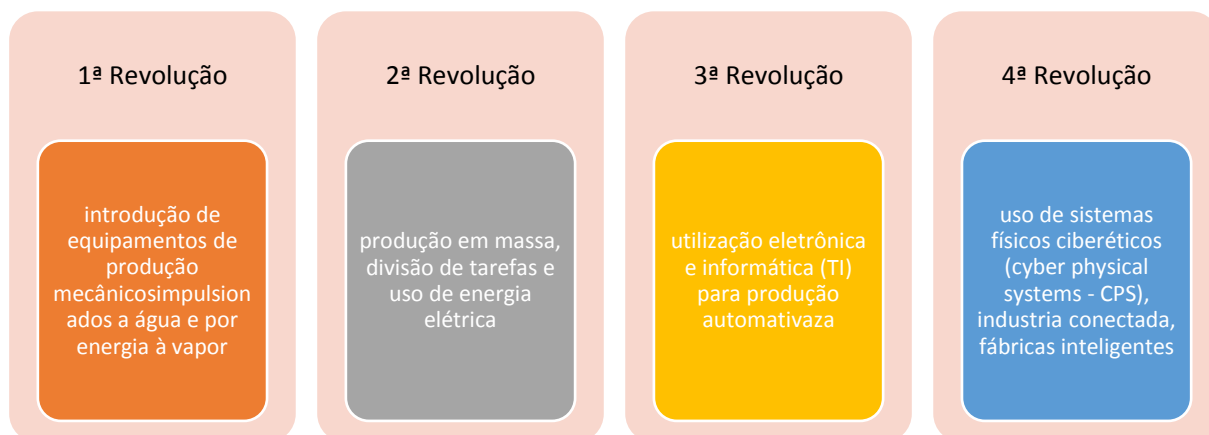 1ª Revolução
introdução de
equipamentos de
produção
mecânicosimpulsion
ados a água e por
energia à vapor
2ª Revolução
produção em massa,
divisão de tarefas e
uso de energia
elétrica
3ª Revolução
utilização eletrônica
e informática (TI)
para produção
automativaza
4ª Revolução
uso de sistemas
físicos ciberéticos
(cyber physical
systems - CPS),
industria conectada,
fábricas inteligentes